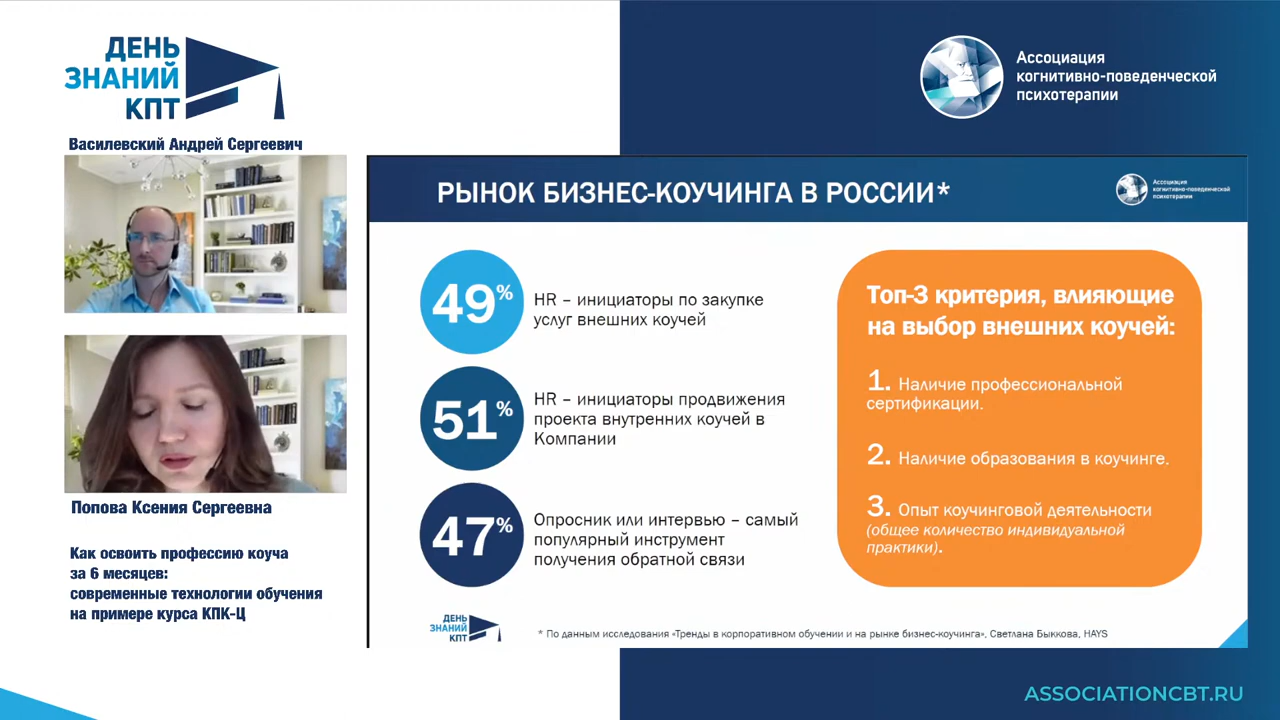 ДЕНЬ
ЗНАНИЙ
КПТ
Ассоциация
когнитивно-поведенческой
психотерапии
Василевский Андрей Сергеевич
Попова Ксения Сергеевна
Как освоить профессию коуча
за 6 месяцев:
современные технологии обучения
на примере курса КПК-Ц
РЫНОК БИЗНЕС-КОУЧИНГА В РОССИИ*
Ассоциация
когнитивно-поведенческой
психотерапии
49%
HR – инициаторы по закупке
услуг внешних коучей
51%
HR – инициаторы продвижения
проекта внутренних коучей в
Компании
47%
Опросник или интервью – самый
популярный инструмент
получения обратной связи
Топ-3 критерия, влияющие
на выбор внешних коучей:
1. Наличие профессиональной
сертификации.
2. Наличие образования в коучинге.
3. Опыт коучинговой деятельности
(общее количество индивидуальной
практики).
ДЕНЬ
ЗНАНИЙ
КПТ
* По данным исследования «Тренды в корпоративном обучении и на рынке бизнес-коучинга», Светлана Быккова, HAYS
ASSOCIATIONCBT.RU